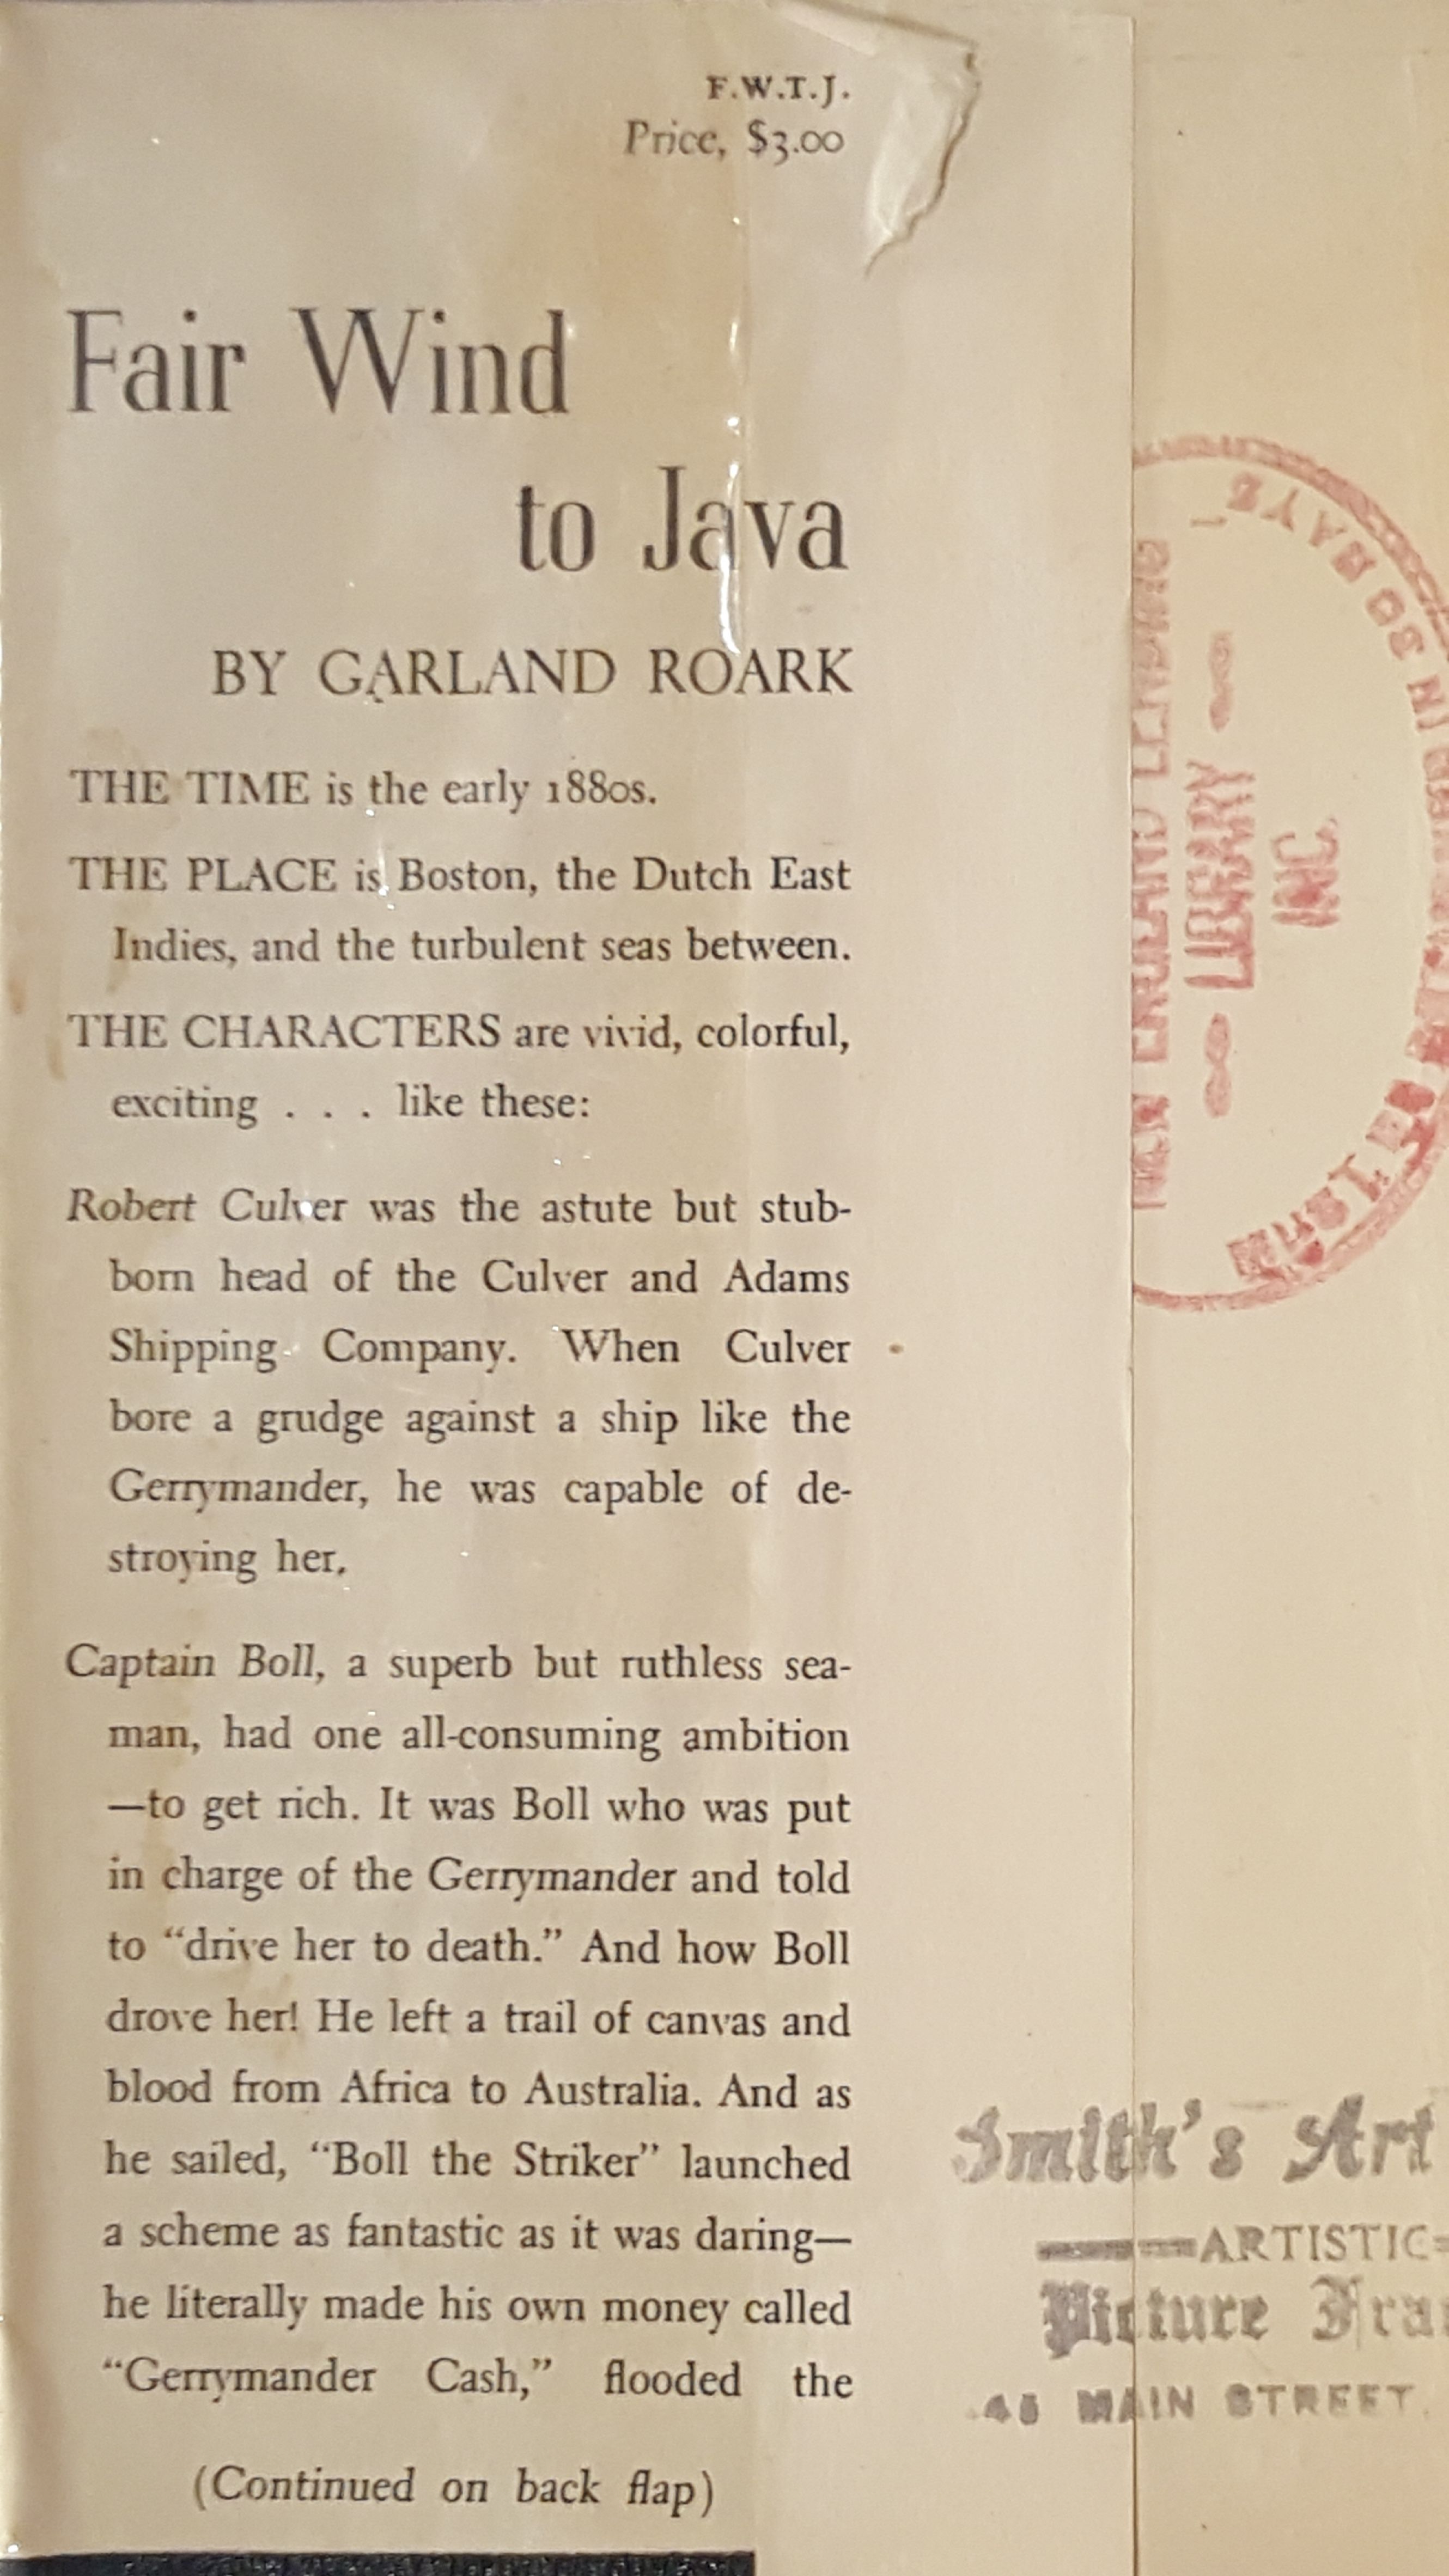 F.W.T.J.
Price, $3.00
Fair Wind
to Java
BY GARLAND ROARK
THE TIME is the early 1880s.
THE PLACE is Boston, the Dutch East
Indies, and the turbulent seas between.
THE CHARACTERS are vivid, colorful,
exciting . . . like these:
Robert Culver was the astute but stub-
born head of the Culver and Adams
Shipping Company. When Culver
bore a grudge against a ship like the
Gerrymander, he was capable of de-
stroying her.
Captain Boll, a superb but ruthless sea-
man, had one all-consuming ambition
—to get rich. It was Boll who was put
in charge of the Gerrymander and told
to “drive her to death.” And how Boll
drove her! He left a trail of canvas and
blood from Africa to Australia. And as
he sailed, “Boll the Striker” launched
a scheme as fantastic as it was daring—
he literally made his own money called
“Gerrymander Cash,” flooded the
(Continued on back flap)
NEW ENGLAND LENDING
LIBRARY
INC.
MUST BE
IN 30 DAYS
Smith's Art
ARTISTIC
Picture
MAIN STREET